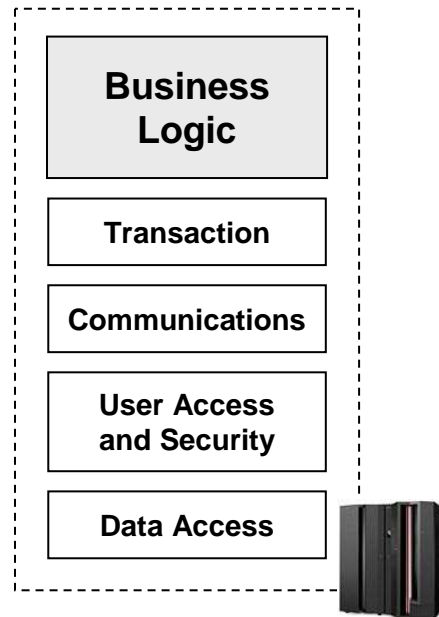 Business
Logic
Transaction
Communications
User Access
and Security
Data Access